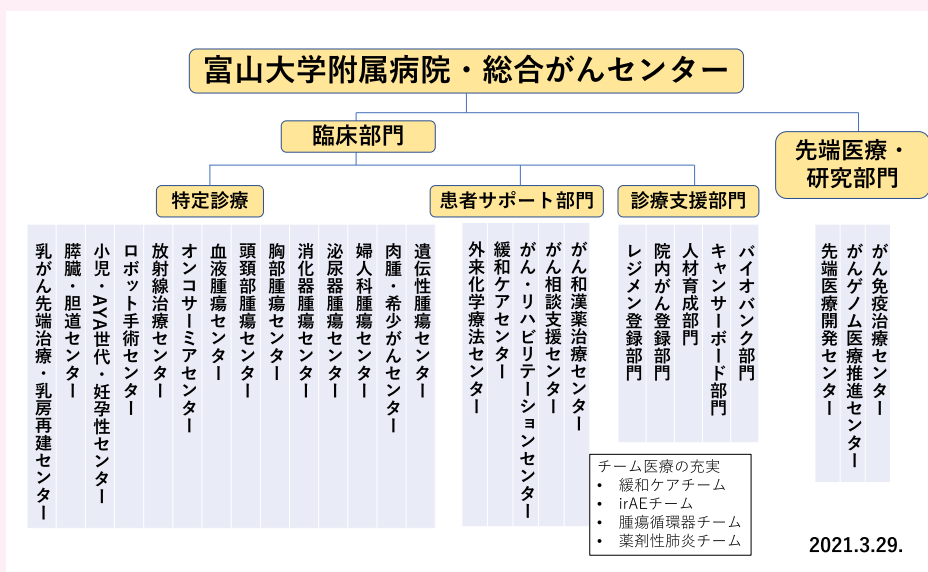 富山大学附属病院・総合がんセンター
臨床部門
先端医療・
研究部門
特定診療
患者サポート部門
診療支援部門
乳がん先端治療・乳房再建センター
膵臓・胆道センター
小児・AYA世代・妊孕性センター
ロボット手術センター
放射線治療センター
オンコサーミアセンター
血液腫瘍センター
頭頚部腫瘍センター
胸部腫瘍センター
消化器腫瘍センター
泌尿器腫瘍センター
婦人科腫瘍センター
肉腫・希少がんセンター
遺伝性腫瘍センター
外来化学療法センター
緩和ケアセンター
がん・リハビリテーションセンター
がん相談支援センター
がん和漢薬治療センター
レジメン登録部門
院内がん登録部門
人材育成部門
キャンサーボード部門
バイオバンク部門
先端医療開発センター
がんゲノム医療推進センター
がん免疫治療センター
チーム医療の充実
• 緩和ケアチーム
• irAEチーム
• 腫瘍循環器チーム
• 薬剤性肺炎チーム
2021.3.29.